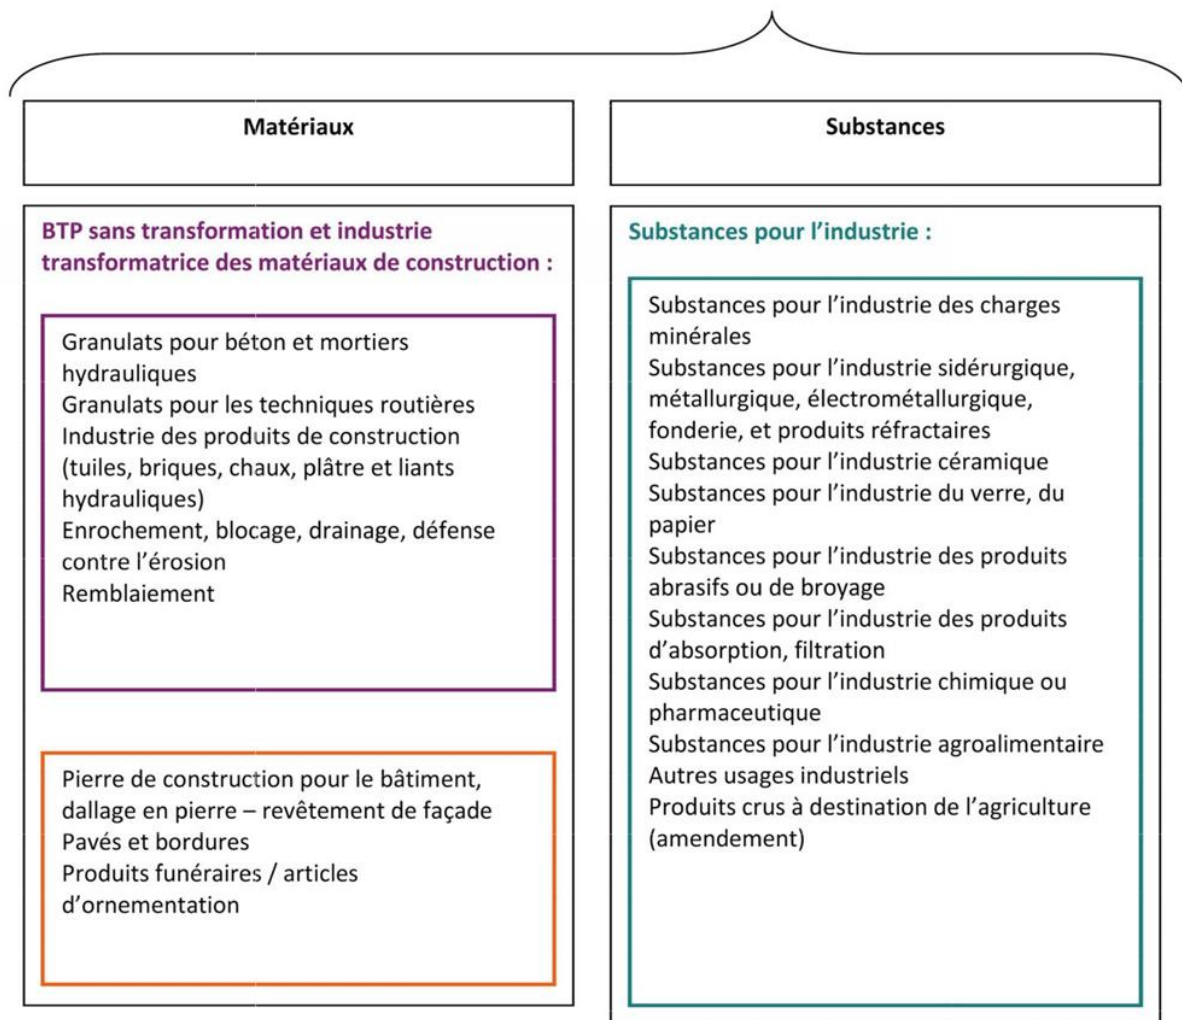 Matériaux
BTP sans transformation et industrie
transformatrice des matériaux de construction :
Granulats pour béton et mortiers
hydrauliques
Granulats pour les techniques routières
Industrie des produits de construction
(tuiles, briques, chaux, plâtre et liants
hydrauliques)
Enrochement, blocage, drainage, défense
contre l’érosion
Remblaiement
Pierre de construction pour le bâtiment,
dallage en pierre – revêtement de façade
Pavés et bordures
Produits funéraires / articles
d’ornementation
Substances
Substances pour l’industrie :
Substances pour l’industrie des charges
minérales
Substances pour l’industrie sidérurgique,
métallurgique, électrométallurgique,
fonderie, et produits réfractaires
Substances pour l’industrie céramique
Substances pour l’industrie du verre, du
papier
Substances pour l’industrie des produits
abrasifs ou de broyage
Substances pour l’industrie des produits
d’absorption, filtration
Substances pour l’industrie chimique ou
pharmaceutique
Substances pour l’industrie agroalimentaire
Autres usages industriels
Produits crus à destination de l’agriculture
(amendement)